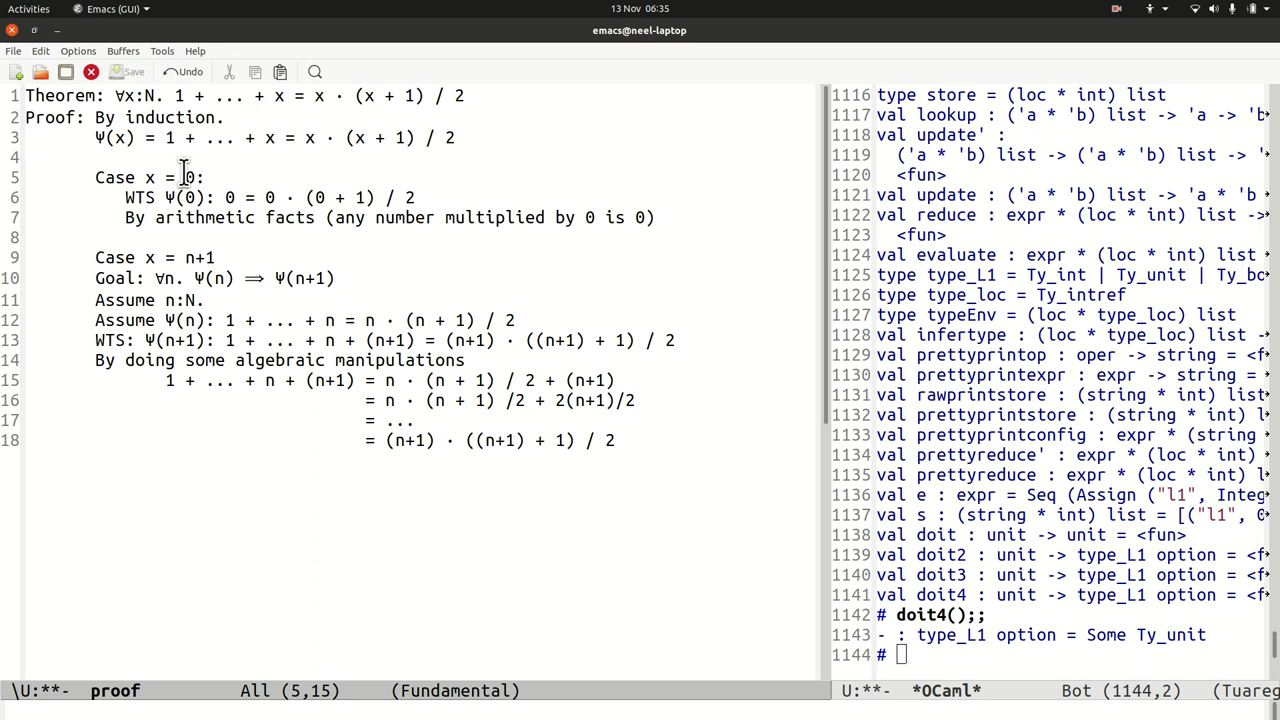 Activities Emacs (GUI) 13 Nov 06:35
emacs@neel-laptop
File Edit Options Buffers Tools Help
Save Undo
1 Theorem: ∀x:N. 1 + ... + x = x · (x + 1) / 2
2 Proof: By induction.
3 Ψ(x) = 1 + ... + x = x · (x + 1) / 2
4
5 Case x = 0:
6 WTS Ψ(0): 0 = 0 · (0 + 1) / 2
7 By arithmetic facts (any number multiplied by 0 is 0)
8
9 Case x = n+1
10 Goal: ∀n. Ψ(n) ⟹ Ψ(n+1)
11 Assume n:N.
12 Assume Ψ(n): 1 + ... + n = n · (n + 1) / 2
13 WTS: Ψ(n+1): 1 + ... + n + (n+1) = (n+1) · ((n+1) + 1) / 2
14 By doing some algebraic manipulations
15 1 + ... + n + (n+1) = n · (n + 1) / 2 + (n+1)
16 = n · (n + 1) /2 + 2(n+1)/2
17 = ...
18 = (n+1) · ((n+1) + 1) / 2
\U:**- proof All (5,15) (Fundamental)
1116 type store = (loc * int) list
1117 val lookup : ('a * 'b) list -> 'a -> 'b
1118 val update' :
1119 ('a * 'b) list -> ('a * 'b) list
1120 <fun>
1121 val update : ('a * 'b) list -> 'a * 'b
1122 val reduce : expr * (loc * int) list ->
1123 <fun>
1124 val evaluate : expr * (loc * int) list
1125 type type_L1 = Ty_int | Ty_unit | Ty_bo
1126 type type_loc = Ty_intref
1127 type typeEnv = (loc * type_loc) list
1128 val infertype : (loc * type_loc) list -
1129 val prettyprintop : oper -> string = <f
1130 val prettyprintexpr : expr -> string =
1131 val rawprintstore : (string * int) list
1132 val prettyprintstore : (string * int) l
1133 val prettyprintconfig : expr * (string
1134 val prettyreduce' : expr * (loc * int)
1135 val prettyreduce : expr * (loc * int) l
1136 val e : expr = Seq (Assign ("l1", Integ
1137 val s : (string * int) list = [("l1", 0
1138 val doit : unit -> unit = <fun>
1139 val doit2 : unit -> type_L1 option = <f
1140 val doit3 : unit -> type_L1 option = <f
1141 val doit4 : unit -> type_L1 option = <f
1142 # doit4();;
1143 - : type_L1 option = Some Ty_unit
1144 #
U:**- *OCaml* Bot (1144,2) (Tuareg